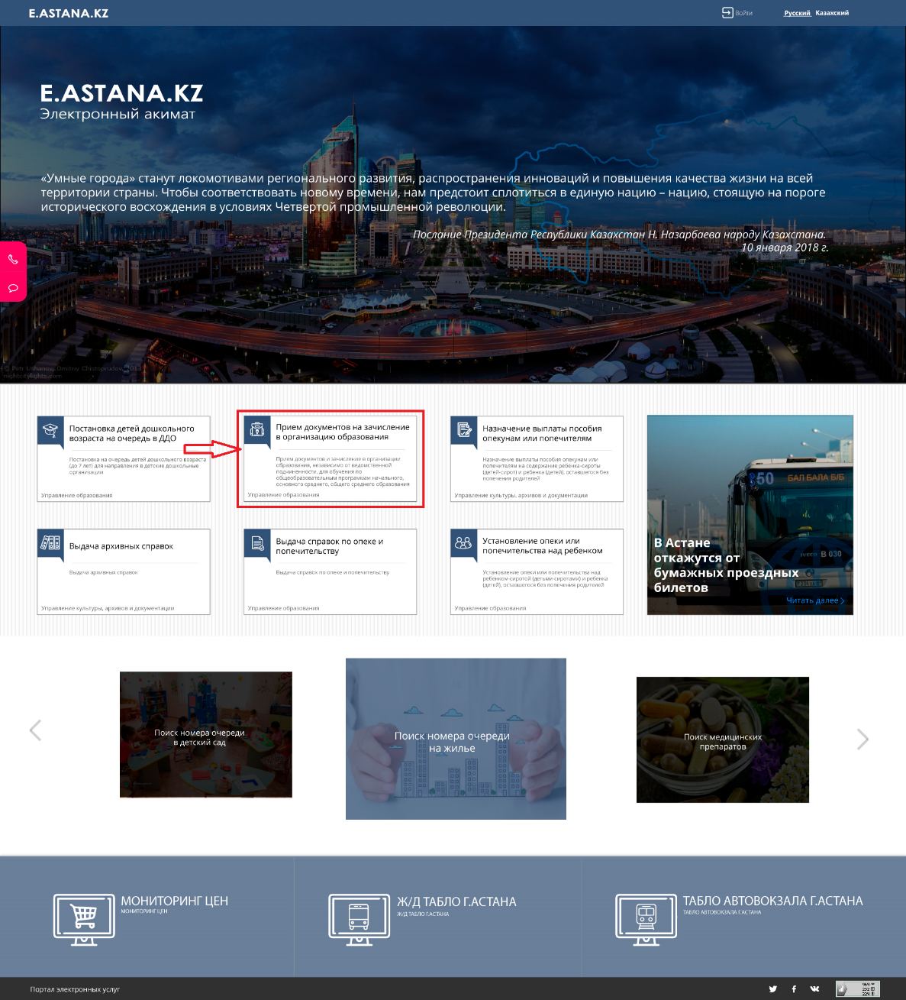 E.ASTANA.KZ
Войти
Русский Казахский
E.ASTANA.KZ
Электронный акимат
«Умные города» станут локомотивами регионального развития, распространения инноваций и повышения качества жизни на всей
территории страны. Чтобы соответствовать новому времени, нам предстоит сплотиться в единую нацию – нацию, стоящую на пороге
исторического восхождения в условиях Четвертой промышленной революции.
Послание Президента Республики Казахстан Н. Назарбаева народу Казахстана.
10 января 2018 г.
© Petr Ushanov, Dmitriy Chistoprudov, 2013
nightcitylights.com
Постановка детей дошкольного
возраста на очередь в ДДО
Постановка на очередь детей дошкольного возраста
(до 7 лет) для направления в детские дошкольные
организации
Управление образования
Прием документов на зачисление
в организацию образования
Прием документов и зачисление в организации
образования, независимо от ведомственной
подчиненности, для обучения по
общеобразовательным программам начального,
основного среднего, общего среднего образования
Управление образования
Назначение выплаты пособия
опекунам или попечителям
Назначение выплаты пособия опекунам или
попечителям на содержание ребенка-сироты
(детей-сирот) и ребенка (детей), оставшегося без
попечения родителей
Управление культуры, архивов и документации
Выдача архивных справок
Выдача архивных справок
Управление культуры, архивов и документации
Выдача справок по опеке и
попечительству
Выдача справок по опеке и попечительству
Управление образования
Установление опеки или
попечительства над ребенком
Установление опеки или попечительства над
ребенком-сиротой (детьми-сиротами) и ребенка
(детей), оставшегося без попечения родителей
Управление образования
50 БАЛ БАЛА Б/Б
IVECO B 030
В Астане
откажутся от
бумажных проездных
билетов
Читать далее
Поиск номера очереди
в детский сад
Поиск номера очереди
на жилье
Поиск медицинских
препаратов
МОНИТОРИНГ ЦЕН
МОНИТОРИНГ ЦЕН
Ж/Д ТАБЛО Г.АСТАНА
Ж/Д ТАБЛО Г.АСТАНА
ТАБЛО АВТОВОКЗАЛА Г.АСТАНА
ТАБЛО АВТОВОКЗАЛА Г.АСТАНА
Портал электронных услуг
232
224